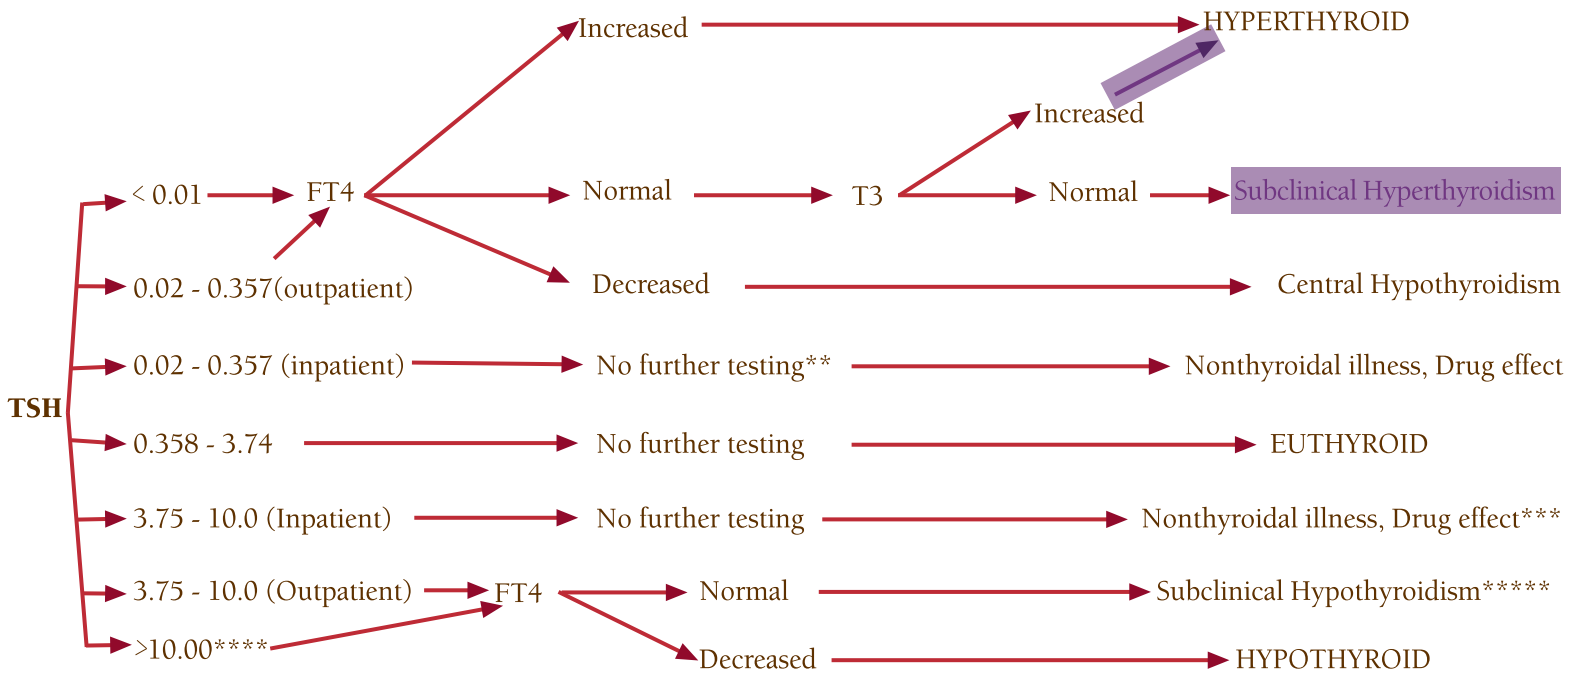 Increased
HYPERTHYROID
Increased
< 0.01
FT4
Normal
T3
Normal
Subclinical Hyperthyroidism
0.02 - 0.357(outpatient)
Decreased
Central Hypothyroidism
0.02 - 0.357 (inpatient)
No further testing**
Nonthyroidal illness, Drug effect
TSH
0.358 - 3.74
No further testing
EUTHYROID
3.75 - 10.0 (Inpatient)
No further testing
Nonthyroidal illness, Drug effect***
3.75 - 10.0 (Outpatient)
FT4
Normal
Subclinical Hypothyroidism*****
>10.00****
Decreased
HYPOTHYROID